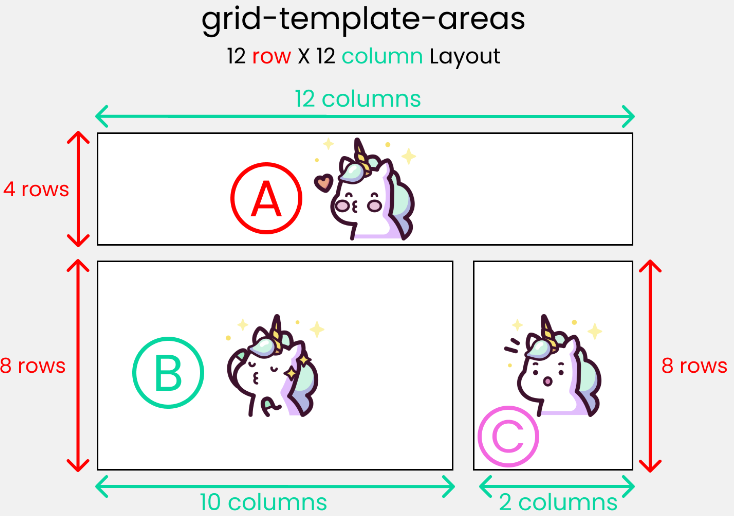 grid-template-areas
12 row X 12 column Layout
12 columns
4 rows
A
8 rows
B
C
8 rows
10 columns
2 columns